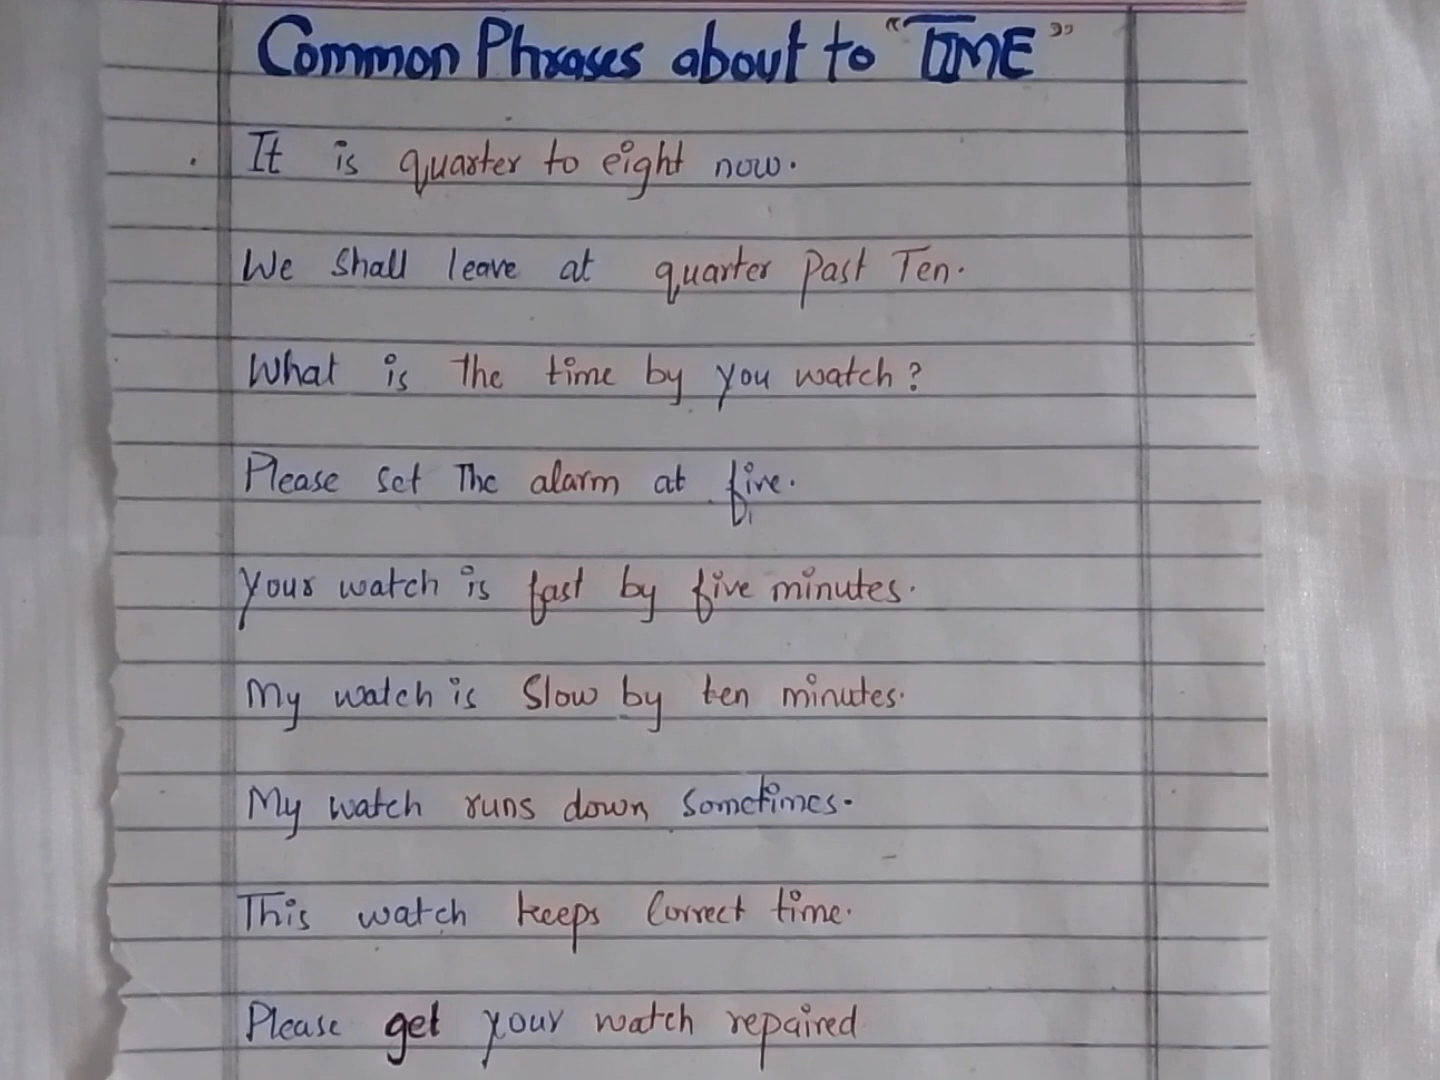 Common Phrases about to "TIME"
It is quarter to eight now.
We shall leave at quarter past Ten.
What is the time by you watch?
Please set The alarm at five.
Your watch is fast by five minutes.
My watch is Slow by ten minutes.
My watch runs down sometimes.
This watch keeps Correct time.
Please get your watch repaired